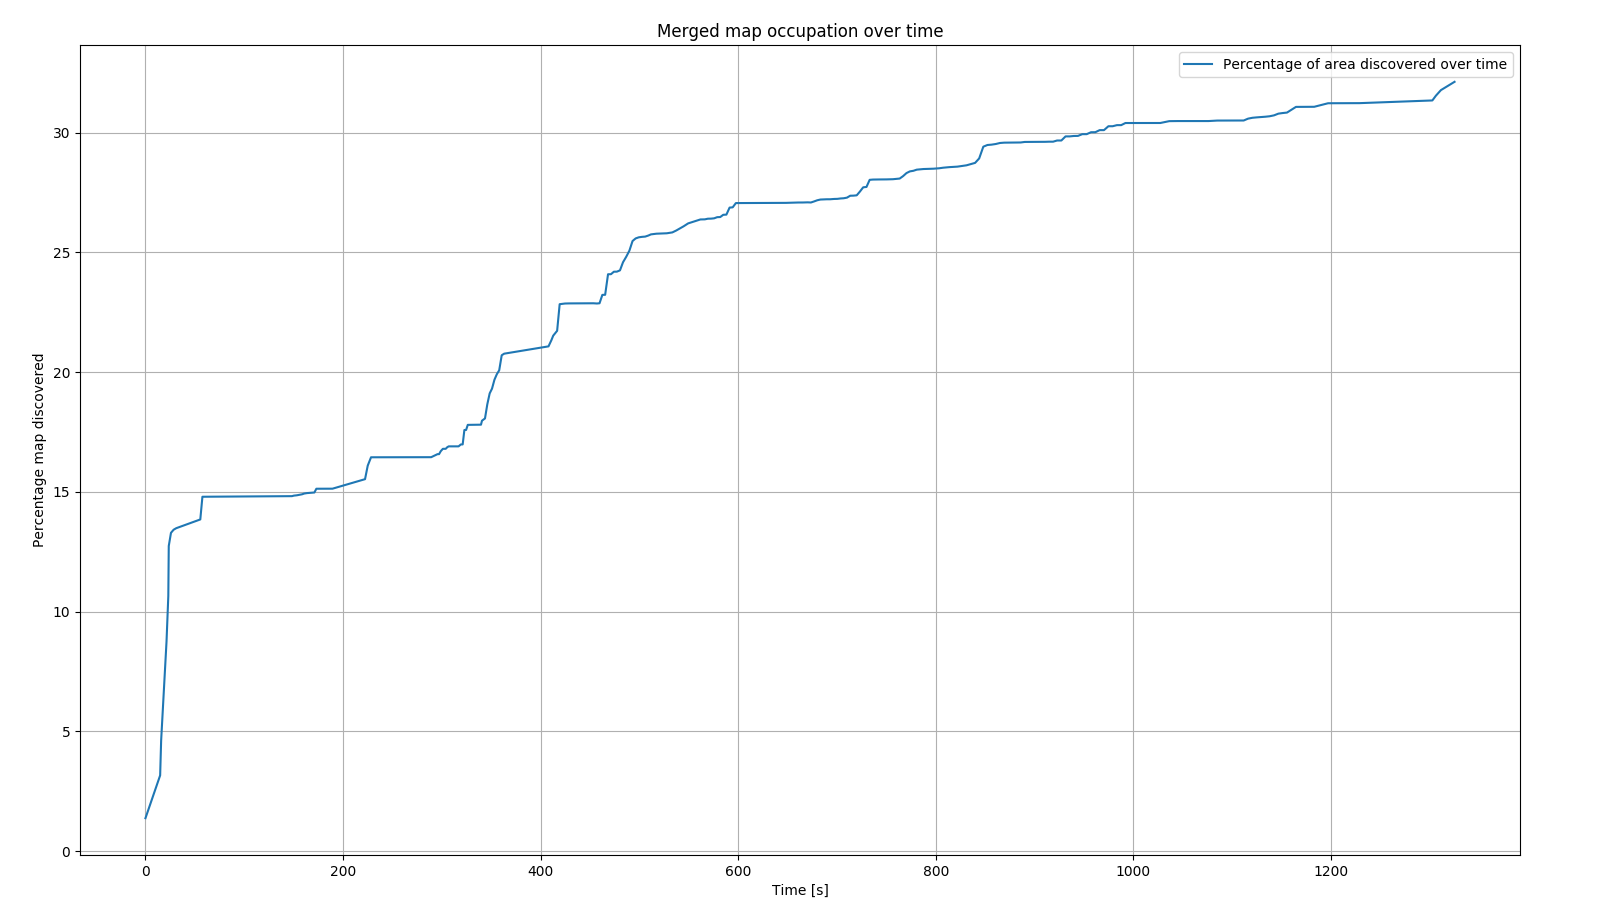 Merged map occupation over time
Percentage of area discovered over time
Percentage map discovered
30
25
20
15
10
5
0
0 200 400 600 800 1000 1200
Time [s]